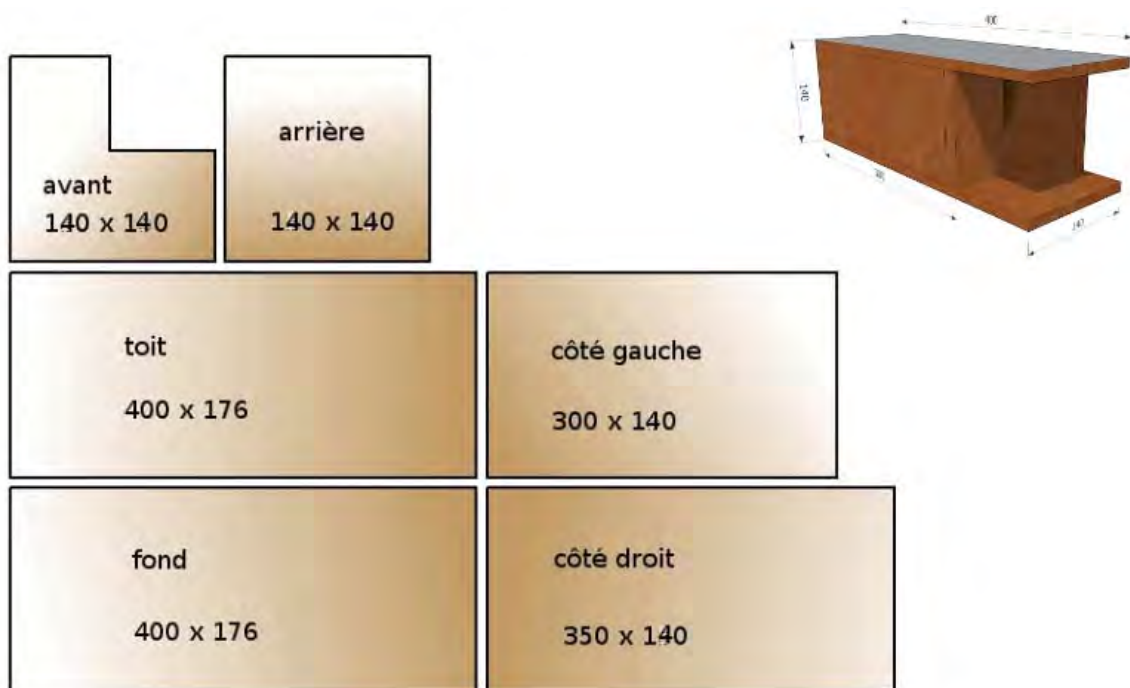 400
140
140
arrière
avant
140 x 140
140 x 140
toit
400 x 176
côté gauche
300 x 140
fond
400 x 176
côté droit
350 x 140